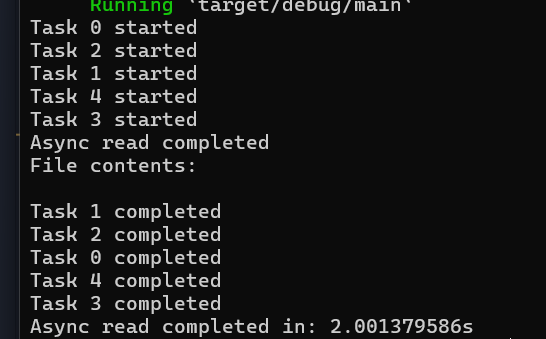 Running `target/debug/main`
Task 0 started
Task 2 started
Task 1 started
Task 4 started
Task 3 started
Async read completed
File contents:
Task 1 completed
Task 2 completed
Task 0 completed
Task 4 completed
Task 3 completed
Async read completed in: 2.001379586s